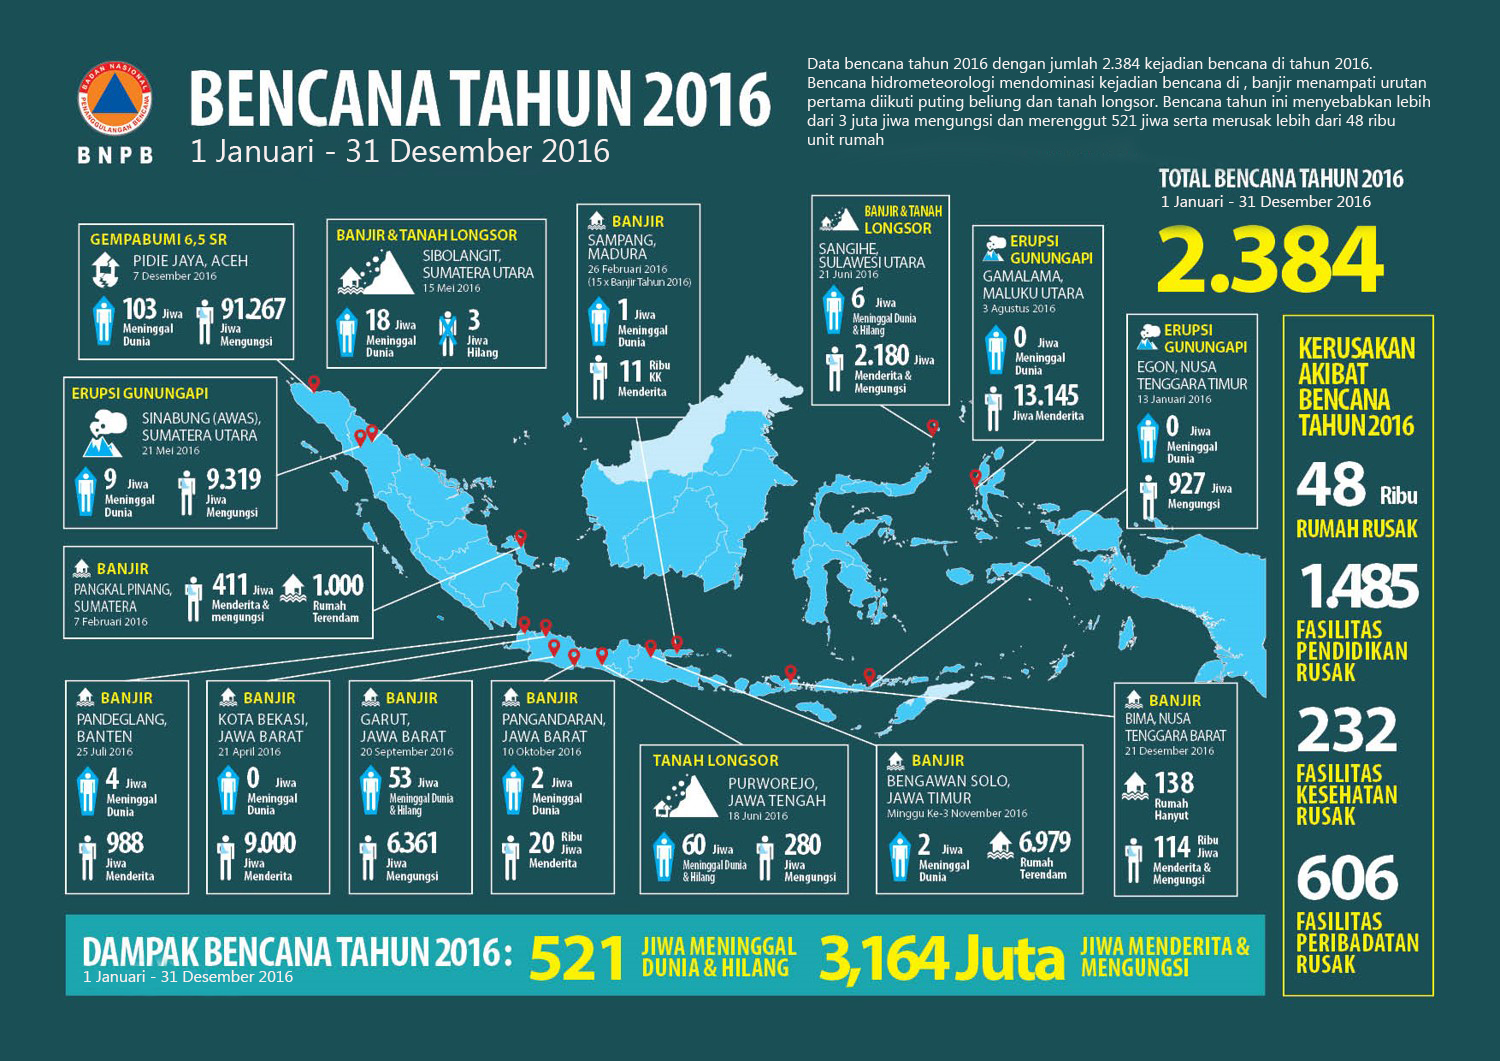 BNPB
BADAN NASIONAL
PENANGGULANGAN BENCANA
BENCANA TAHUN 2016
1 Januari - 31 Desember 2016
Data bencana tahun 2016 dengan jumlah 2.384 kejadian bencana di tahun 2016.
Bencana hidrometeorologi mendominasi kejadian bencana di , banjir menampati urutan
pertama diikuti puting beliung dan tanah longsor. Bencana tahun ini menyebabkan lebih
dari 3 juta jiwa mengungsi dan merenggut 521 jiwa serta merusak lebih dari 48 ribu
unit rumah
TOTAL BENCANA TAHUN 2016
1 Januari - 31 Desember 2016
2.384
GEMPABUMI 6,5 SR
PIDIE JAYA, ACEH
7 Desember 2016
103 Jiwa
Meninggal
Dunia
91.267
Jiwa
Mengungsi
BANJIR & TANAH LONGSOR
SIBOLANGIT,
SUMATERA UTARA
15 Mei 2016
18 Jiwa
Meninggal
Dunia
3
Jiwa
Hilang
BANJIR
SAMPANG,
MADURA
26 Februari 2016
(15 x Banjir Tahun 2016)
1 Jiwa
Meninggal
Dunia
11 Ribu
KK
Menderita
BANJIR & TANAH
LONGSOR
SANGIHE,
SULAWESI UTARA
21 Juni 2016
6 Jiwa
Meninggal Dunia
& Hilang
2.180 Jiwa
Menderita &
Mengungsi
ERUPSI
GUNUNGAPI
GAMALAMA,
MALUKU UTARA
3 Agustus 2016
0 Jiwa
Meninggal
Dunia
13.145
Jiwa Menderita
ERUPSI
GUNUNGAPI
EGON, NUSA
TENGGARA TIMUR
13 Januari 2016
0 Jiwa
Meninggal
Dunia
927 Jiwa
Mengungsi
ERUPSI GUNUNGAPI
SINABUNG (AWAS),
SUMATERA UTARA
21 Mei 2016
9 Jiwa
Meninggal
Dunia
9.319
Jiwa
Mengungsi
BANJIR
PANGKAL PINANG,
SUMATERA
7 Februari 2016
411 Jiwa
Menderita &
mengungsi
1.000
Rumah
Terendam
BANJIR
PANDEGLANG,
BANTEN
25 Juli 2016
4 Jiwa
Meninggal
Dunia
988
Jiwa
Menderita
BANJIR
KOTA BEKASI,
JAWA BARAT
21 April 2016
0 Jiwa
Meninggal
Dunia
9.000
Jiwa
Menderita
BANJIR
GARUT,
JAWA BARAT
20 September 2016
53 Jiwa
Meninggal Dunia
& Hilang
6.361
Jiwa
Mengungsi
BANJIR
PANGANDARAN,
JAWA BARAT
10 Oktober 2016
2 Jiwa
Meninggal
Dunia
20 Ribu
Jiwa
Menderita
TANAH LONGSOR
PURWOREJO,
JAWA TENGAH
18 Juni 2016
60 Jiwa
Meninggal Dunia
& Hilang
280
Jiwa
Mengungsi
BANJIR
BENGAWAN SOLO,
JAWA TIMUR
Minggu Ke-3 November 2016
2 Jiwa
Meninggal
Dunia
6.979
Rumah
Terendam
BANJIR
BIMA, NUSA
TENGGARA BARAT
21 Desember 2016
138
Rumah
Hanyut
114 Ribu
Jiwa
Menderita &
Mengungsi
KERUSAKAN
AKIBAT
BENCANA
TAHUN 2016
48 Ribu
RUMAH RUSAK
1.485
FASILITAS
PENDIDIKAN
RUSAK
232
FASILITAS
KESEHATAN
RUSAK
606
FASILITAS
PERIBADATAN
RUSAK
DAMPAK BENCANA TAHUN 2016 :
1 Januari - 31 Desember 2016
521 JIWA MENINGGAL
DUNIA & HILANG
3,164 Juta JIWA MENDERITA &
MENGUNGSI